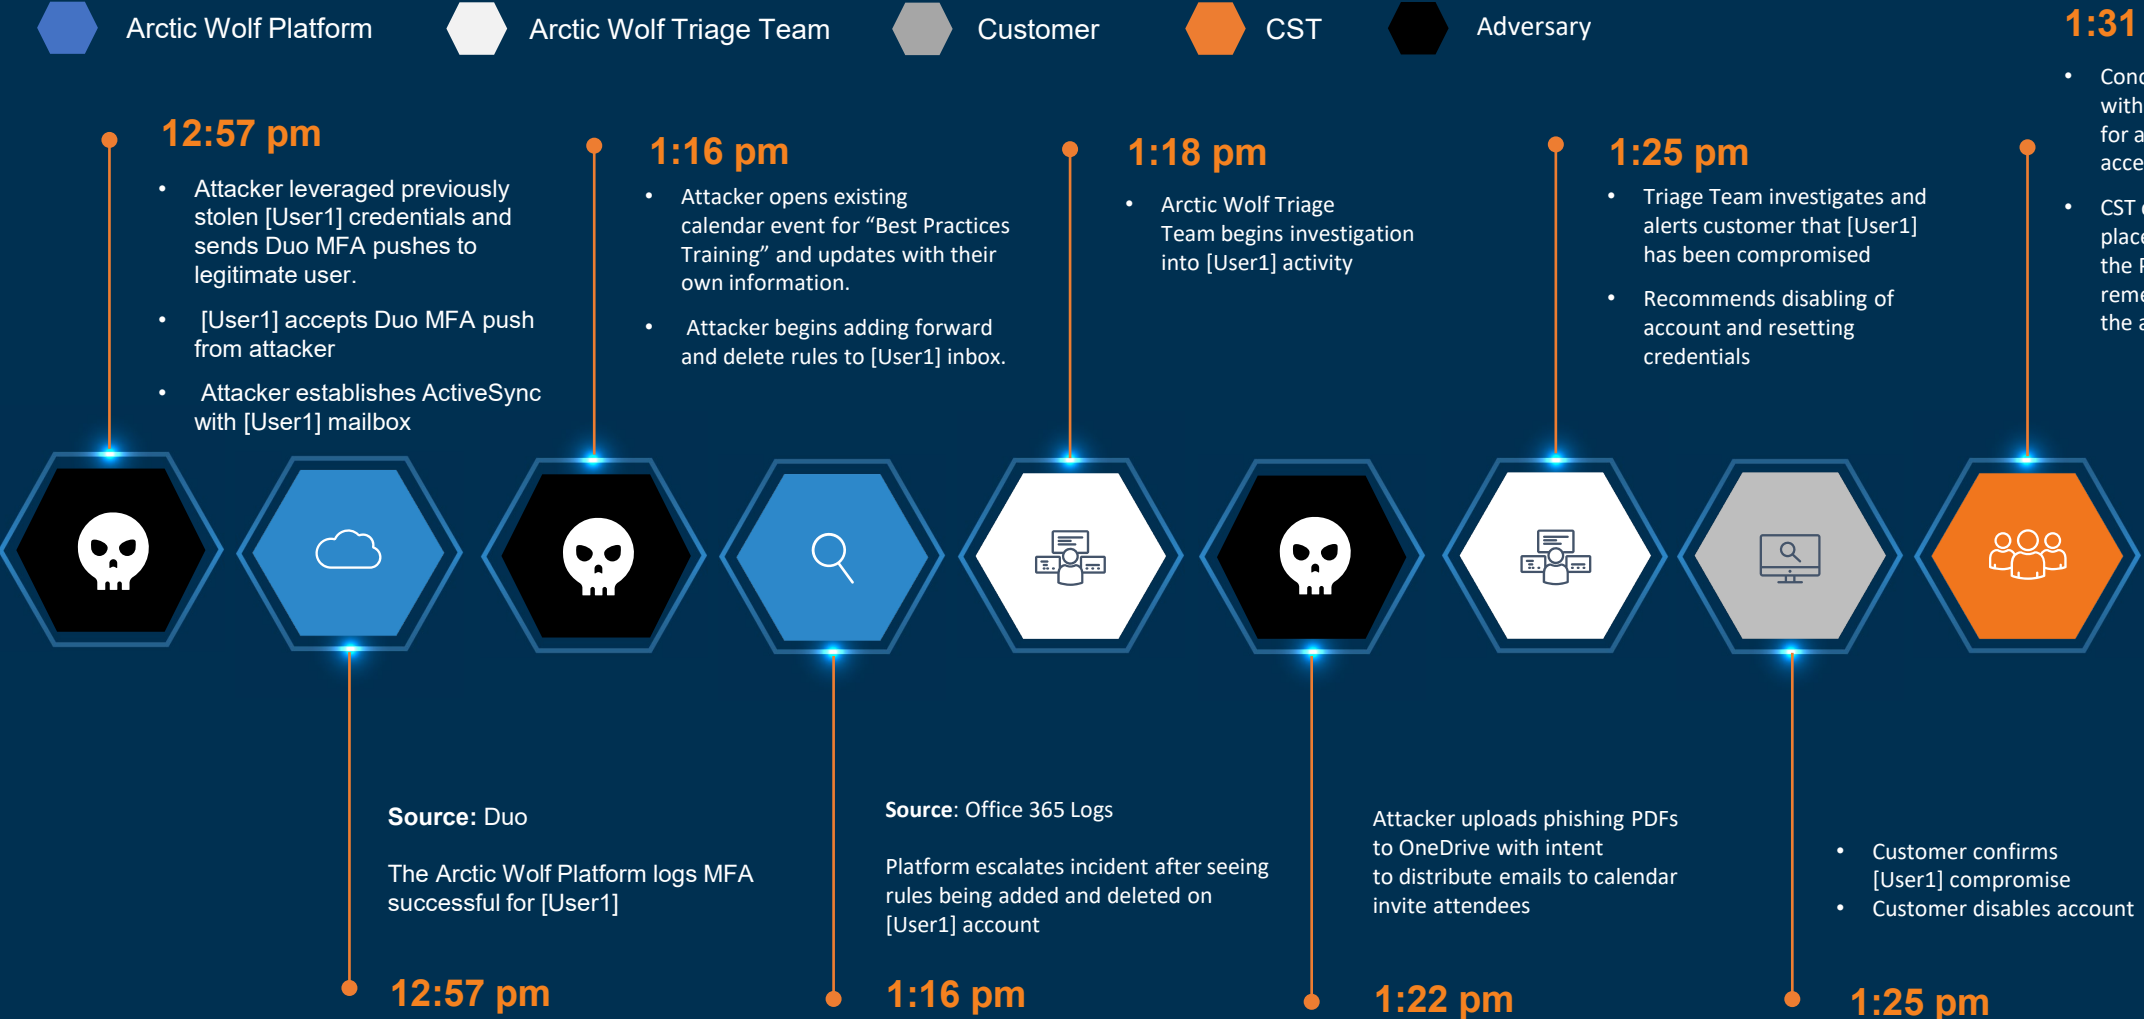 Arctic Wolf Platform
Arctic Wolf Triage Team
Customer
CST
Adversary
12:57 pm
• Attacker leveraged previously
stolen [User1] credentials and
sends Duo MFA pushes to
legitimate user.
• [User1] accepts Duo MFA push
from attacker
• Attacker establishes ActiveSync
with [User1] mailbox
1:16 pm
• Attacker opens existing
calendar event for “Best Practices
Training” and updates with their
own information.
• Attacker begins adding forward
and delete rules to [User1] inbox.
1:18 pm
• Arctic Wolf Triage
Team begins investigation
into [User1] activity
1:25 pm
• Triage Team investigates and
alerts customer that [User1]
has been compromised
• Recommends disabling of
account and resetting
credentials
1:31
•
with
for a
• CST
the
the a
Source: Duo
The Arctic Wolf Platform logs MFA
successful for [User1]
12:57 pm
Source: Office 365 Logs
Platform escalates incident after seeing
rules being added and deleted on
[User1] account
1:16 pm
Attacker uploads phishing PDFs
to OneDrive with intent
to distribute emails to calendar
invite attendees
1:22 pm
• Customer confirms
[User1] compromise
• Customer disables account
1:25 pm